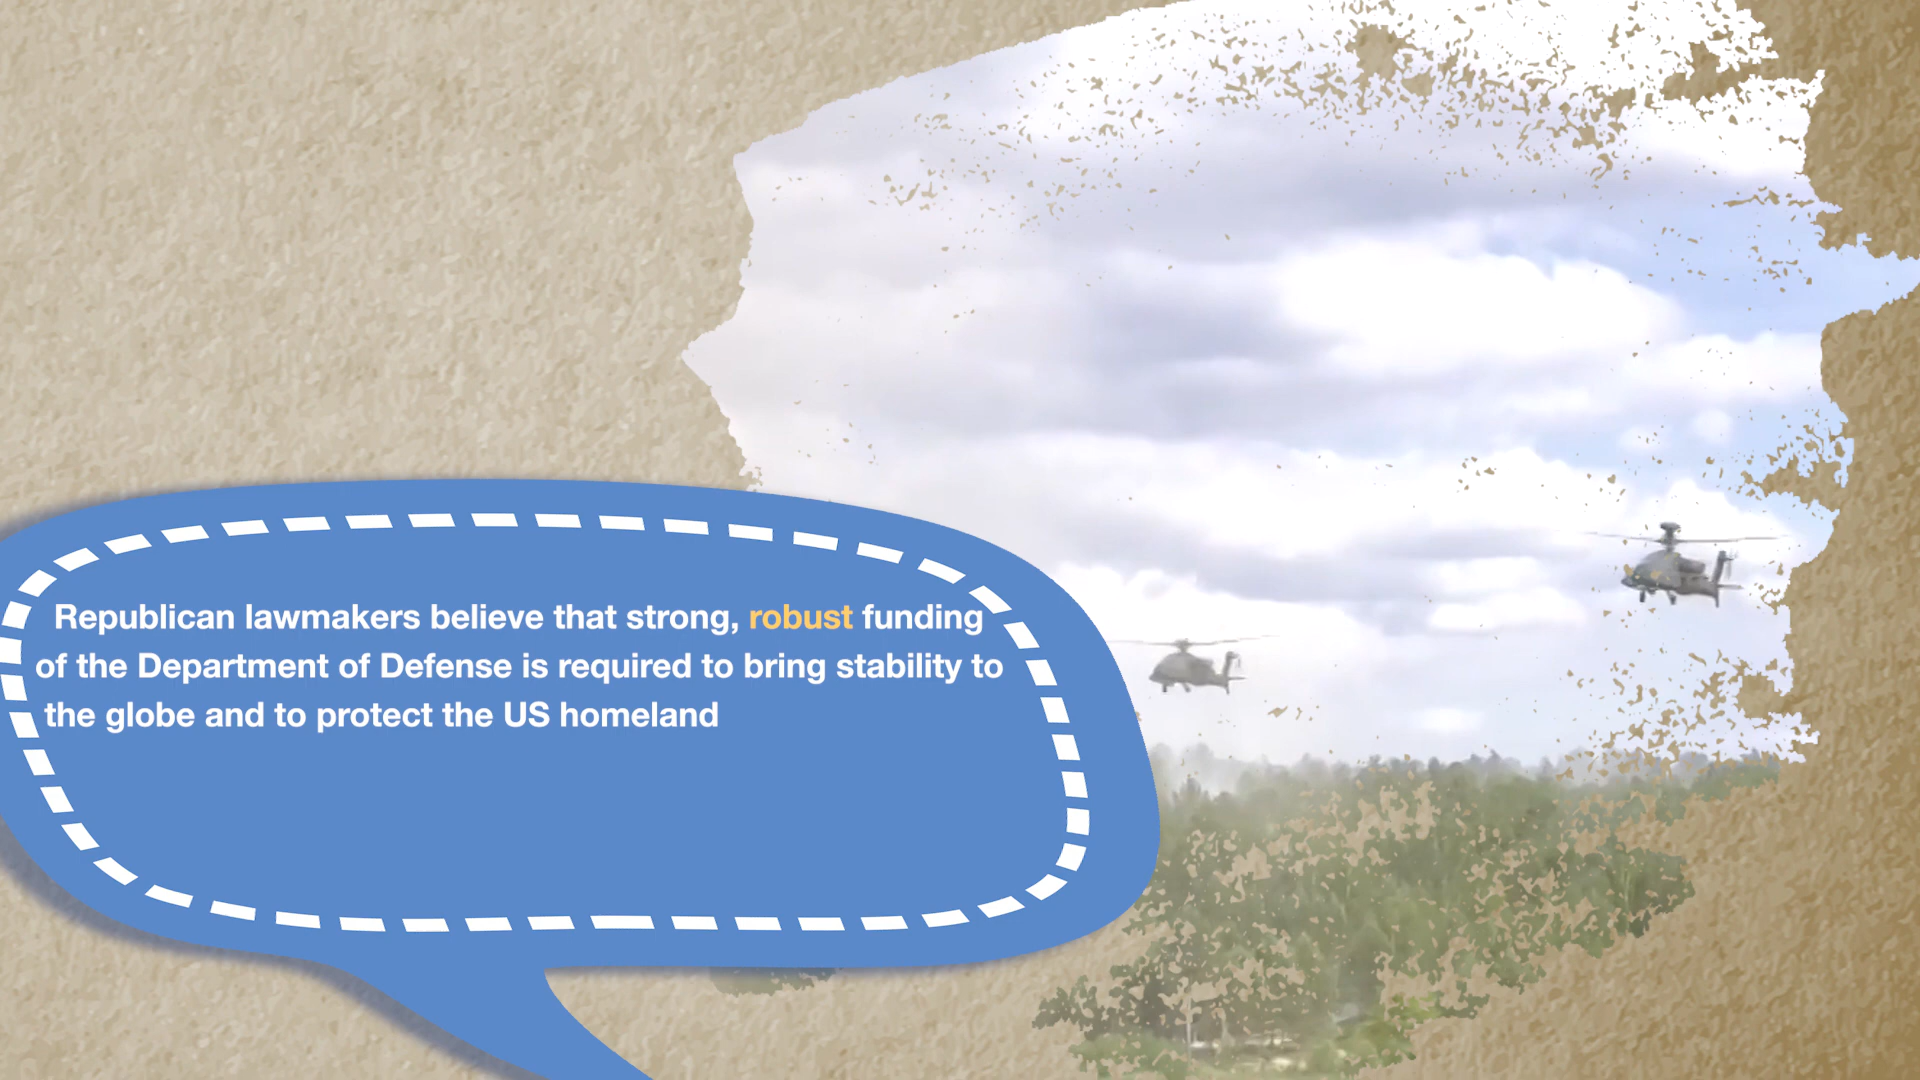 Republican lawmakers believe that strong, robust funding
of the Department of Defense is required to bring stability to
the globe and to protect the US homeland